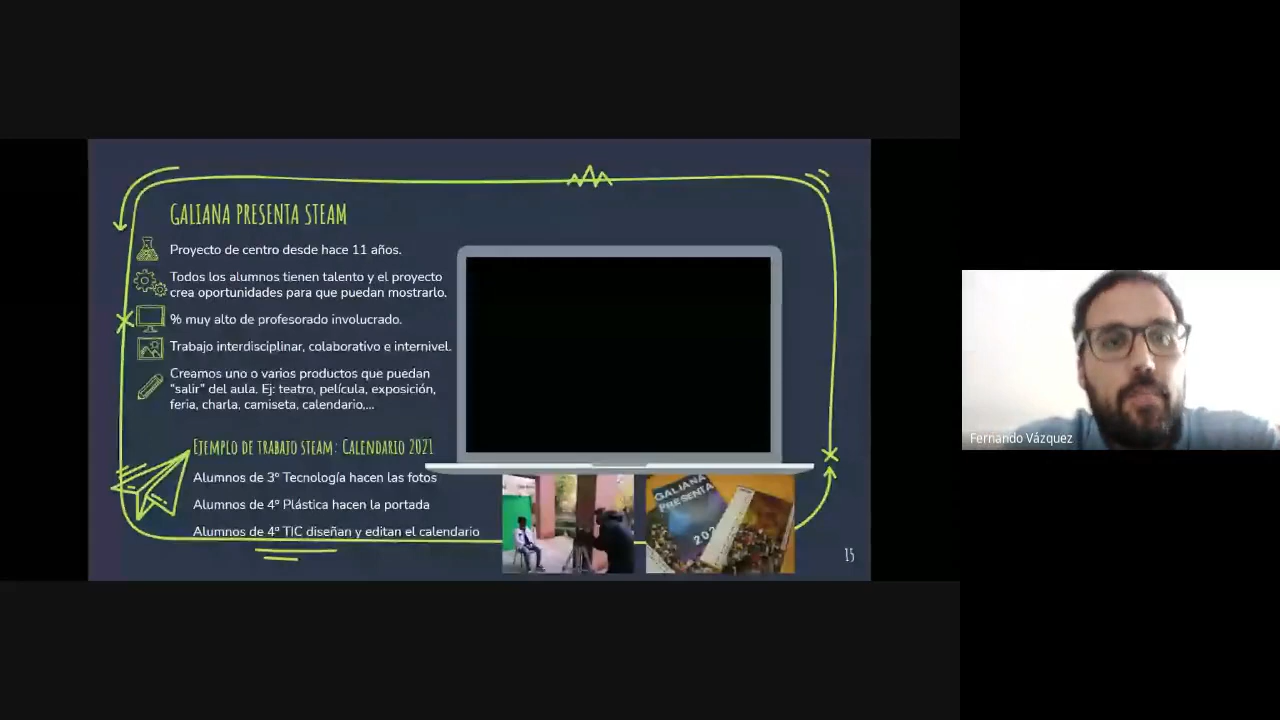 GALIANA PRESENTA STEAM
Proyecto de centro desde hace 11 años.
Todos los alumnos tienen talento y el proyecto
crea oportunidades para que puedan mostrarlo.
% muy alto de profesorado involucrado.
Trabajo interdisciplinar, colaborativo e internivel.
Creamos uno o varios productos que puedan
“salir” del aula. Ej: teatro, película, exposición,
feria, charla, camiseta, calendario,...
EJEMPLO DE TRABAJO STEAM: CALENDARIO 2021
Alumnos de 3º Tecnología hacen las fotos
Alumnos de 4º Plástica hacen la portada
Alumnos de 4º TIC diseñan y editan el calendario
GALIANA
PRESENTA
202
15
Fernando Vázquez